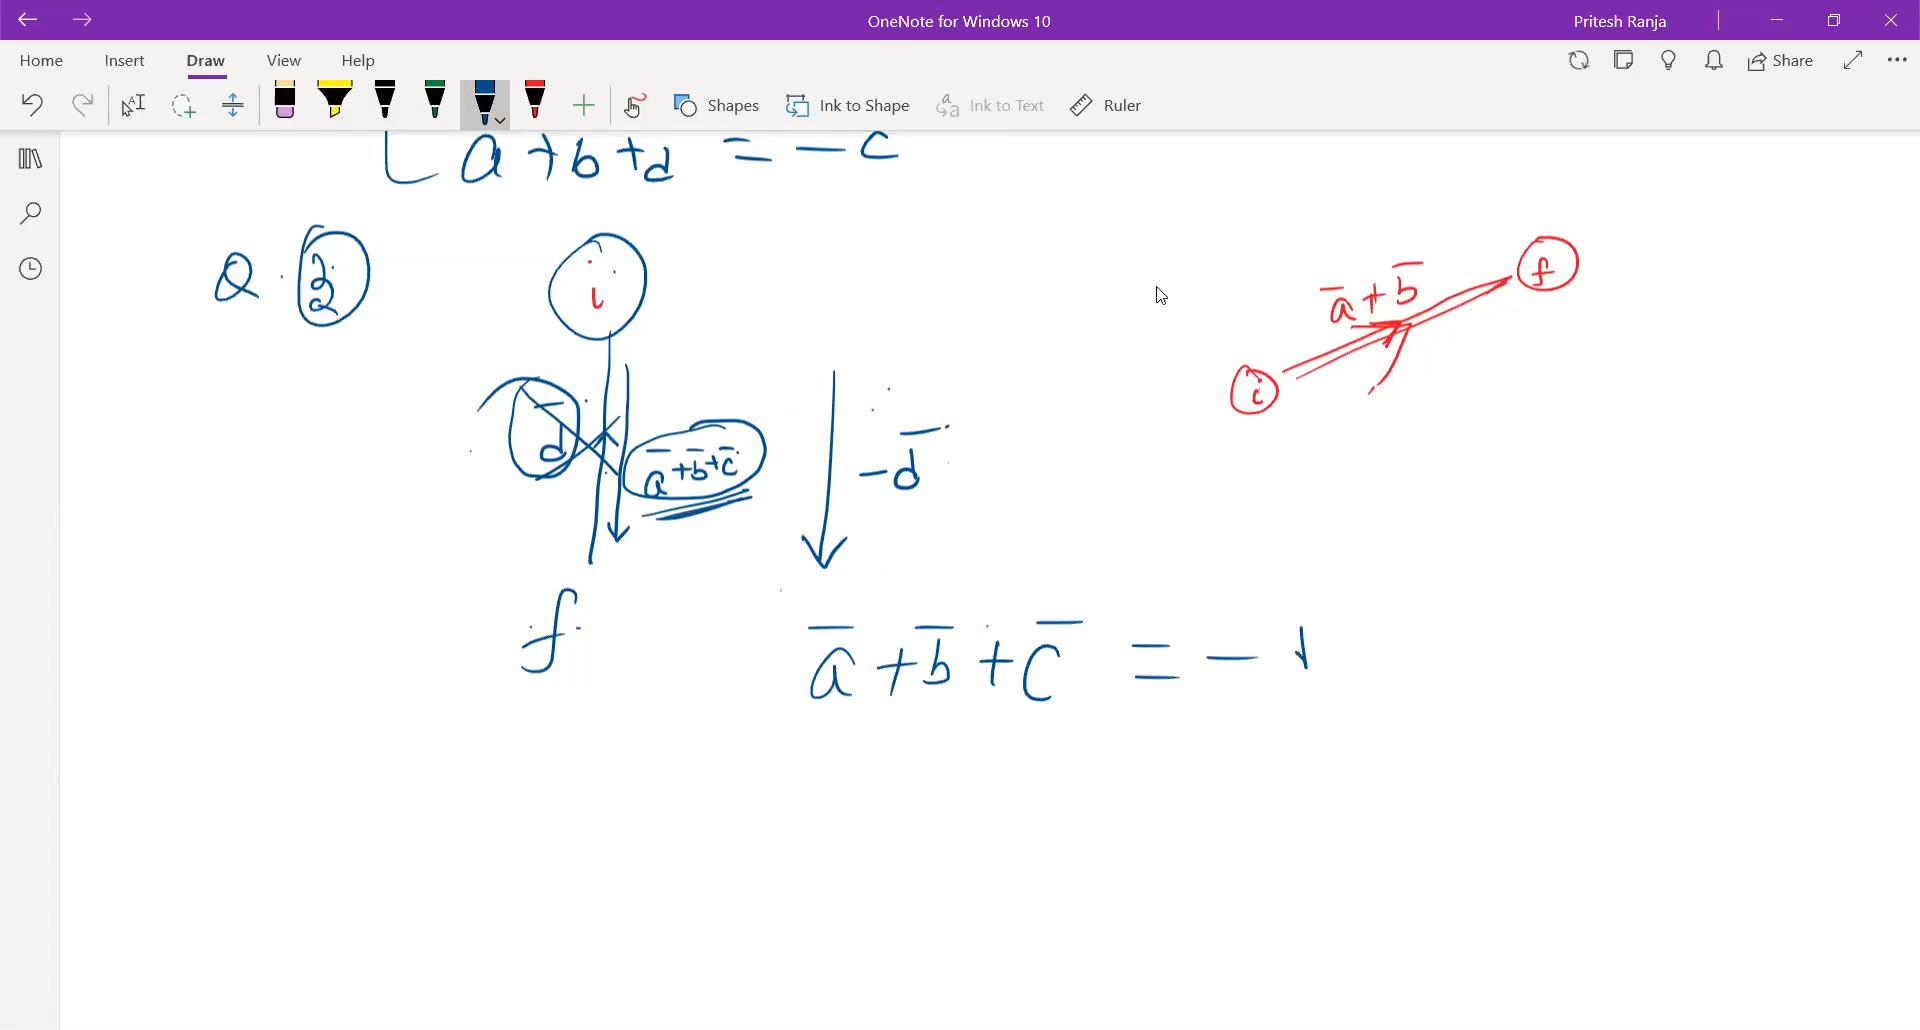 OneNote for Windows 10
Pritesh Ranja
Home Insert Draw View Help
Share
Shapes Ink to Shape Ink to Text Ruler
a + b + d = - c
Q. 2
i
f
a̅ + b̅
i
d̅
a̅ + b̅ + c̅
- d̅
f
a̅ + b̅ + c̅ = -